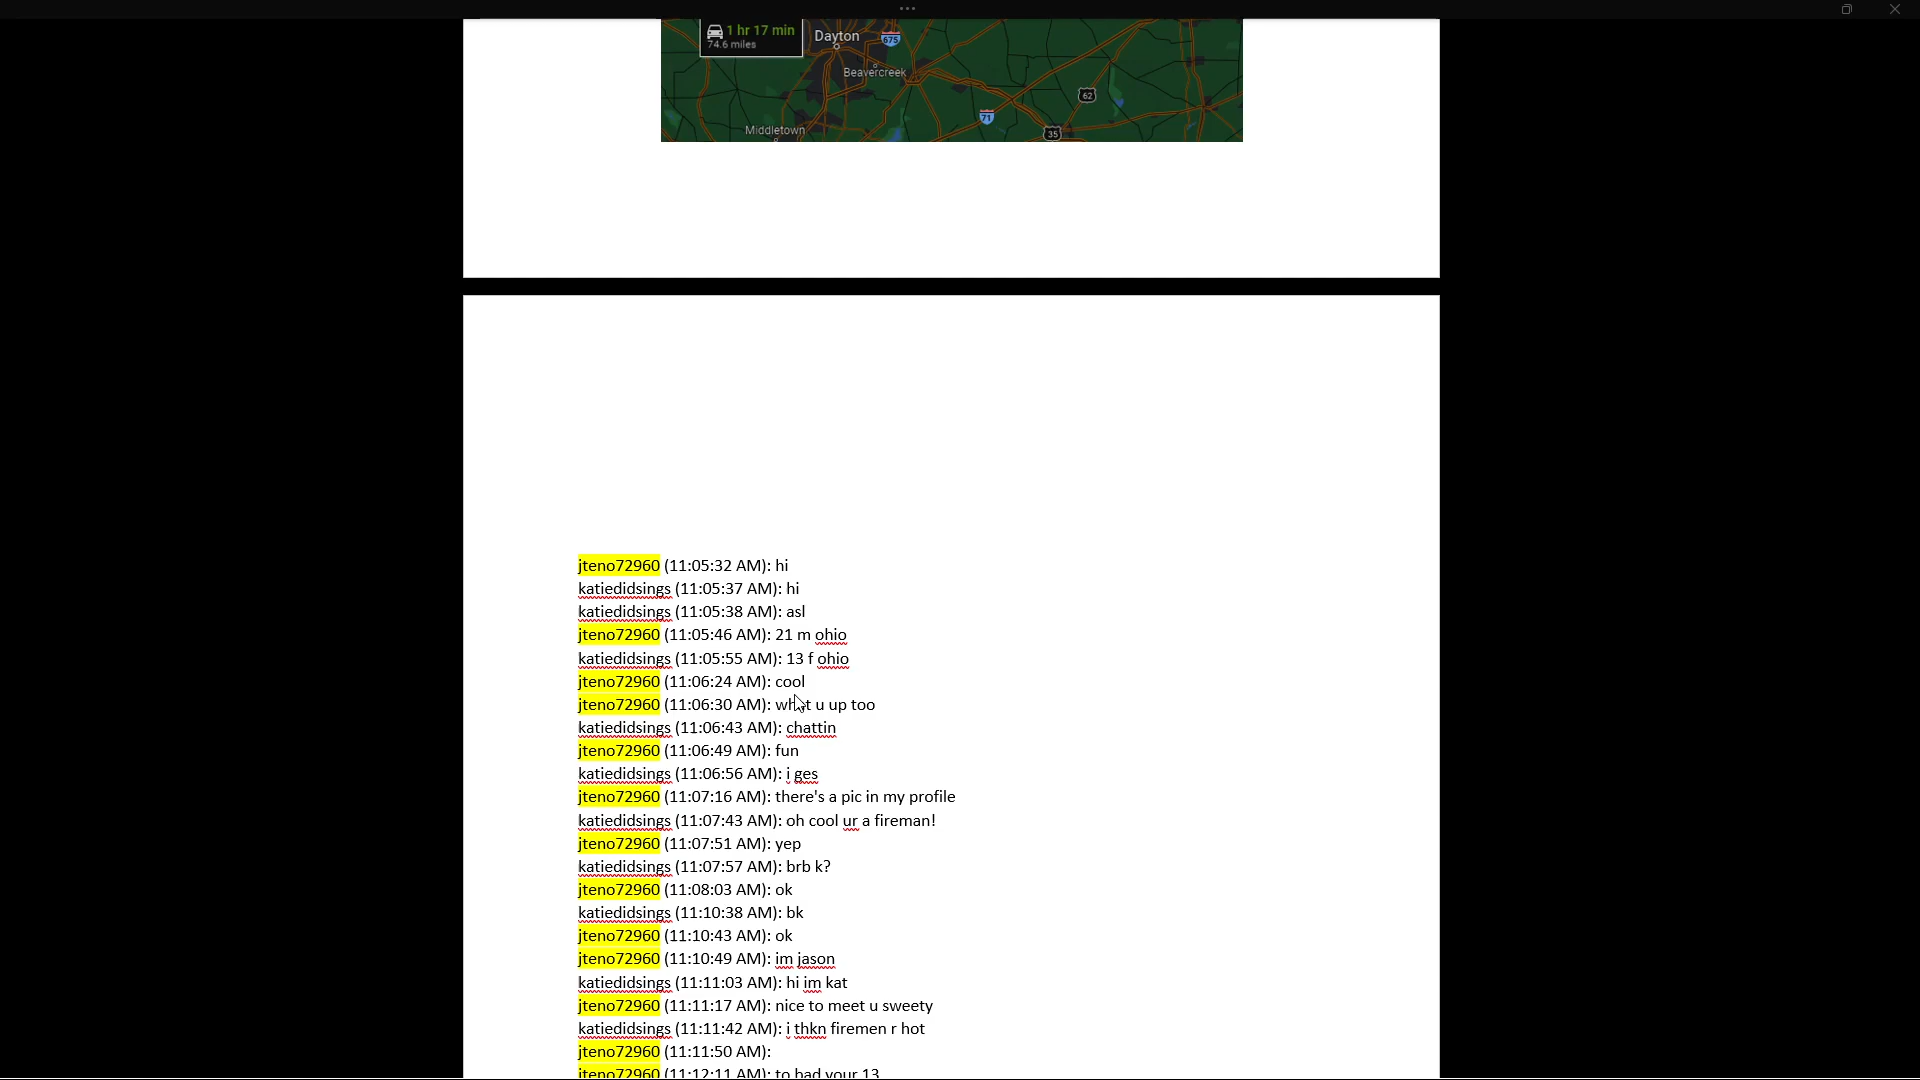 1 hr 17 min
74.6 miles
Dayton
675
Beavercreek
62
71
Middletown
35
jteno72960 (11:05:32 AM): hi
katiedidsings (11:05:37 AM): hi
katiedidsings (11:05:38 AM): asl
jteno72960 (11:05:46 AM): 21 m ohio
katiedidsings (11:05:55 AM): 13 f ohio
jteno72960 (11:06:24 AM): cool
jteno72960 (11:06:30 AM): what u up too
katiedidsings (11:06:43 AM): chattin
jteno72960 (11:06:49 AM): fun
katiedidsings (11:06:56 AM): i ges
jteno72960 (11:07:16 AM): there's a pic in my profile
katiedidsings (11:07:43 AM): oh cool ur a fireman!
jteno72960 (11:07:51 AM): yep
katiedidsings (11:07:57 AM): brb k?
jteno72960 (11:08:03 AM): ok
katiedidsings (11:10:38 AM): bk
jteno72960 (11:10:43 AM): ok
jteno72960 (11:10:49 AM): im jason
katiedidsings (11:11:03 AM): hi im kat
jteno72960 (11:11:17 AM): nice to meet u sweety
katiedidsings (11:11:42 AM): i thkn firemen r hot
jteno72960 (11:11:50 AM):
jteno72960 (11:12:11 AM): to bad your 13